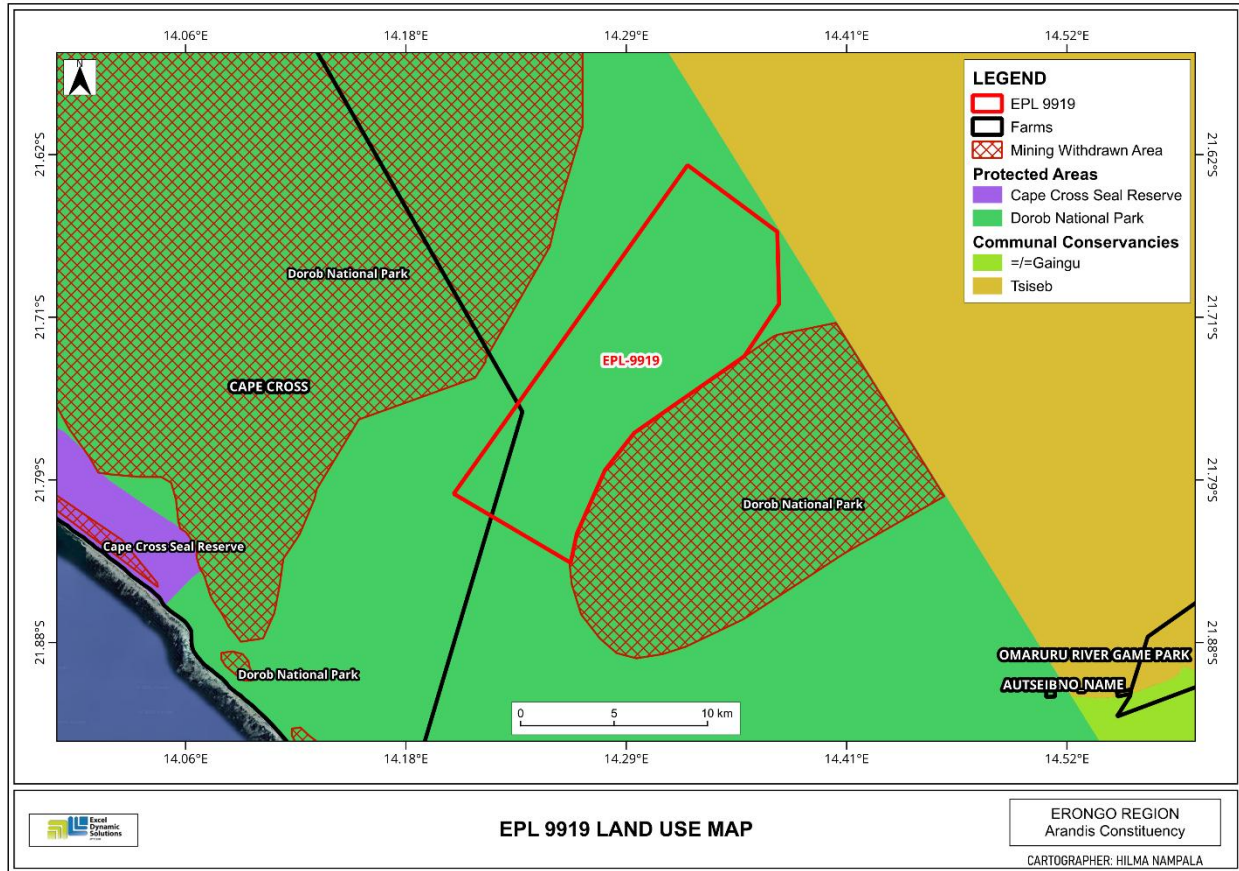 14.06°E
14.18°E
14.29°E
14.41°E
14.52°E
N
LEGEND
EPL 9919
Farms
Mining Withdrawn Area
Protected Areas
Cape Cross Seal Reserve
Dorob National Park
Communal Conservancies
=/=Gaingu
Tsiseb
21.62°S
21.62°S
Dorob National Park
21.71°S
21.71°S
EPL-9919
CAPE CROSS
21.79°S
21.79°S
Dorob National Park
Cape Cross Seal Reserve
21.88°S
21.88°S
OMARURU RIVER GAME PARK
Dorob National Park
AUTSEIBNO_NAME
0 5 10 km
14.06°E
14.18°E
14.29°E
14.41°E
14.52°E
Excel
Dynamic
Solutions
EPL 9919 LAND USE MAP
ERONGO REGION
Arandis Constituency
CARTOGRAPHER: HILMA NAMPALA